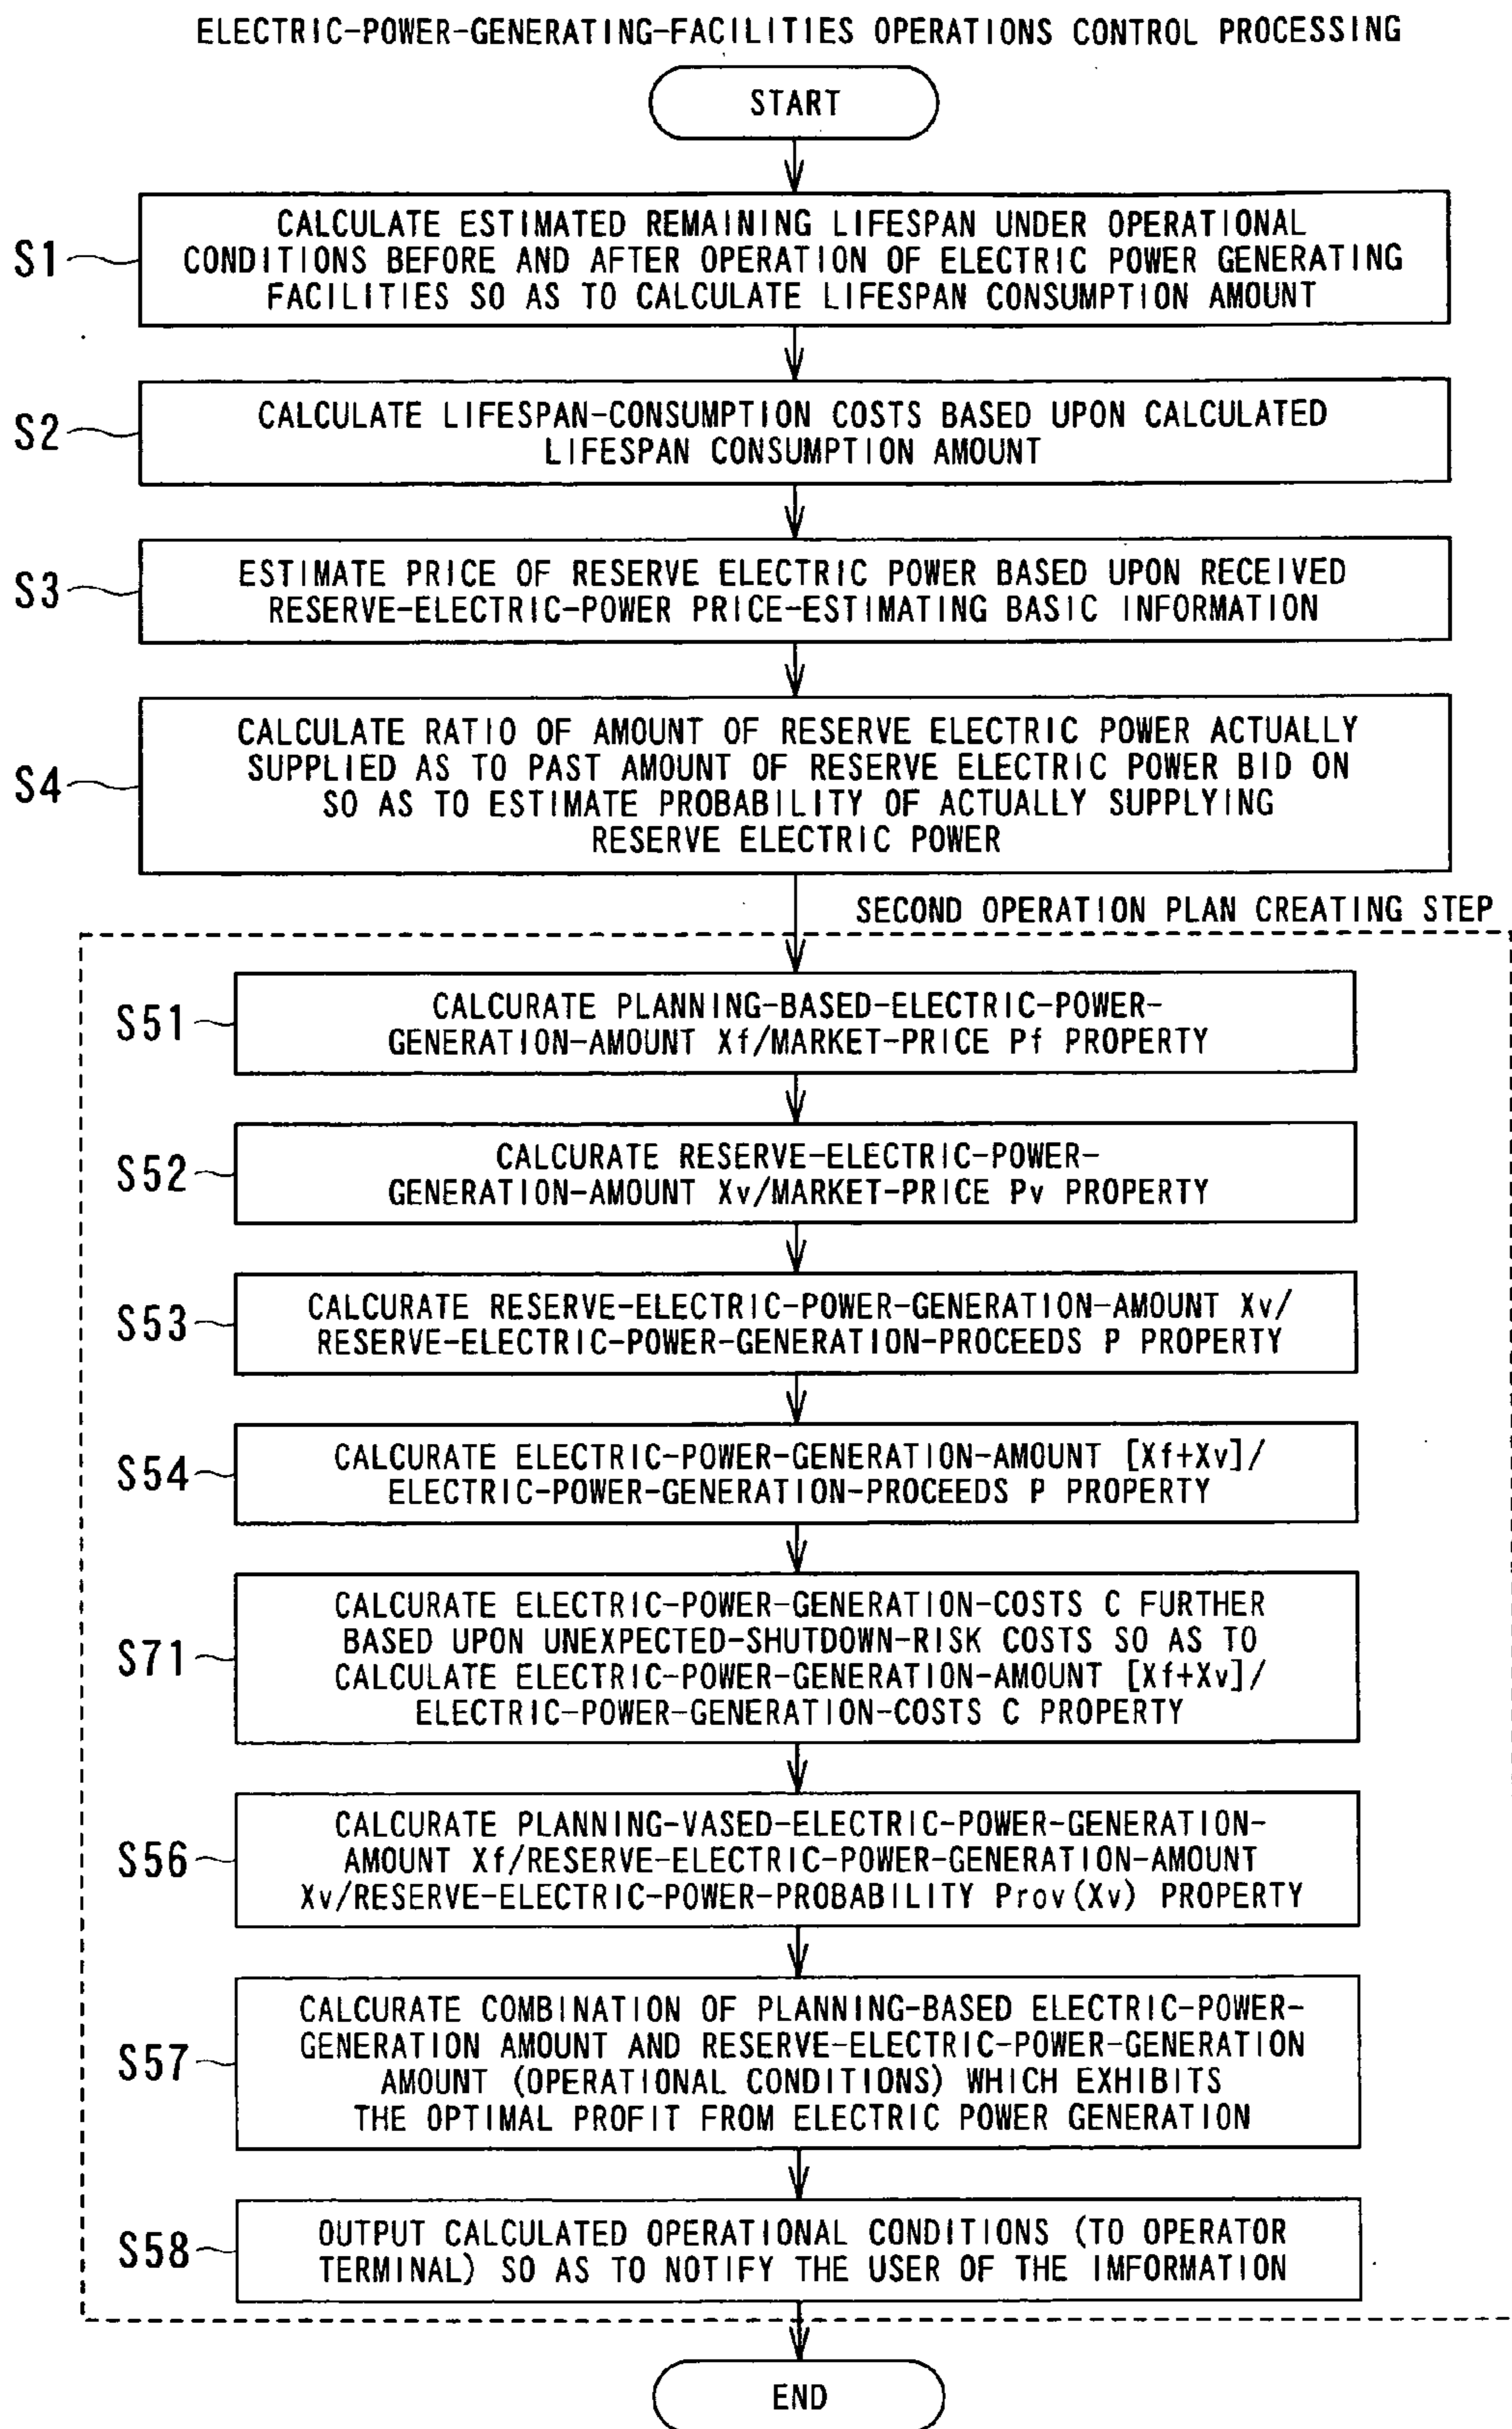 ELECTRIC-POWER-GENERATING-FACILITIES OPERATIONS CONTROL PROCESSING
START
S1
CALCULATE ESTIMATED REMAINING LIFESPAN UNDER OPERATIONAL
CONDITIONS BEFORE AND AFTER OPERATION OF ELECTRIC POWER GENERATING
FACILITIES SO AS TO CALCULATE LIFESPAN CONSUMPTION AMOUNT
S2
CALCULATE LIFESPAN-CONSUMPTION COSTS BASED UPON CALCULATED
LIFESPAN CONSUMPTION AMOUNT
S3
ESTIMATE PRICE OF RESERVE ELECTRIC POWER BASED UPON RECEIVED
RESERVE-ELECTRIC-POWER PRICE-ESTIMATING BASIC INFORMATION
S4
CALCULATE RATIO OF AMOUNT OF RESERVE ELECTRIC POWER ACTUALLY
SUPPLIED AS TO PAST AMOUNT OF RESERVE ELECTRIC POWER BID ON
SO AS TO ESTIMATE PROBABILITY OF ACTUALLY SUPPLYING
RESERVE ELECTRIC POWER
SECOND OPERATION PLAN CREATING STEP
S51
CALCURATE PLANNING-BASED-ELECTRIC-POWER-
GENERATION-AMOUNT Xf/MARKET-PRICE Pf PROPERTY
S52
CALCURATE RESERVE-ELECTRIC-POWER-
GENERATION-AMOUNT Xv/MARKET-PRICE Pv PROPERTY
S53
CALCURATE RESERVE-ELECTRIC-POWER-GENERATION-AMOUNT Xv/
RESERVE-ELECTRIC-POWER-GENERATION-PROCEEDS P PROPERTY
S54
CALCURATE ELECTRIC-POWER-GENERATION-AMOUNT [Xf+Xv]/
ELECTRIC-POWER-GENERATION-PROCEEDS P PROPERTY
S71
CALCURATE ELECTRIC-POWER-GENERATION-COSTS C FURTHER
BASED UPON UNEXPECTED-SHUTDOWN-RISK COSTS SO AS TO
CALCULATE ELECTRIC-POWER-GENERATION-AMOUNT [Xf+Xv]/
ELECTRIC-POWER-GENERATION-COSTS C PROPERTY
S56
CALCURATE PLANNING-VASED-ELECTRIC-POWER-GENERATION-
AMOUNT Xf/RESERVE-ELECTRIC-POWER-GENERATION-AMOUNT
Xv/RESERVE-ELECTRIC-POWER-PROBABILITY Prov(Xv) PROPERTY
S57
CALCURATE COMBINATION OF PLANNING-BASED ELECTRIC-POWER-
GENERATION AMOUNT AND RESERVE-ELECTRIC-POWER-GENERATION
AMOUNT (OPERATIONAL CONDITIONS) WHICH EXHIBITS
THE OPTIMAL PROFIT FROM ELECTRIC POWER GENERATION
S58
OUTPUT CALCULATED OPERATIONAL CONDITIONS (TO OPERATOR
TERMINAL) SO AS TO NOTIFY THE USER OF THE IMFORMATION
END